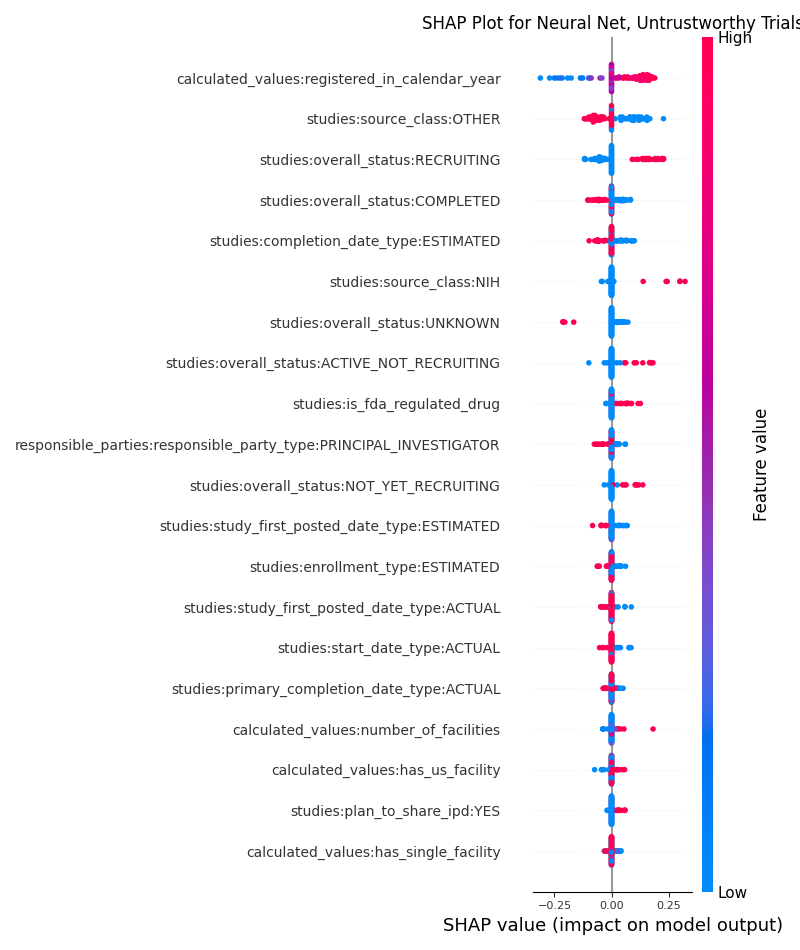 SHAP Plot for Neural Net, Untrustworthy Trials
High
calculated_values:registered_in_calendar_year
studies:source_class:OTHER
studies:overall_status:RECRUITING
studies:overall_status:COMPLETED
studies:completion_date_type:ESTIMATED
studies:source_class:NIH
studies:overall_status:UNKNOWN
studies:overall_status:ACTIVE_NOT_RECRUITING
studies:is_fda_regulated_drug
responsible_parties:responsible_party_type:PRINCIPAL_INVESTIGATOR
studies:overall_status:NOT_YET_RECRUITING
studies:study_first_posted_date_type:ESTIMATED
studies:enrollment_type:ESTIMATED
studies:study_first_posted_date_type:ACTUAL
studies:start_date_type:ACTUAL
studies:primary_completion_date_type:ACTUAL
calculated_values:number_of_facilities
calculated_values:has_us_facility
studies:plan_to_share_ipd:YES
calculated_values:has_single_facility
Feature value
Low
−0.25 0.00 0.25
SHAP value (impact on model output)